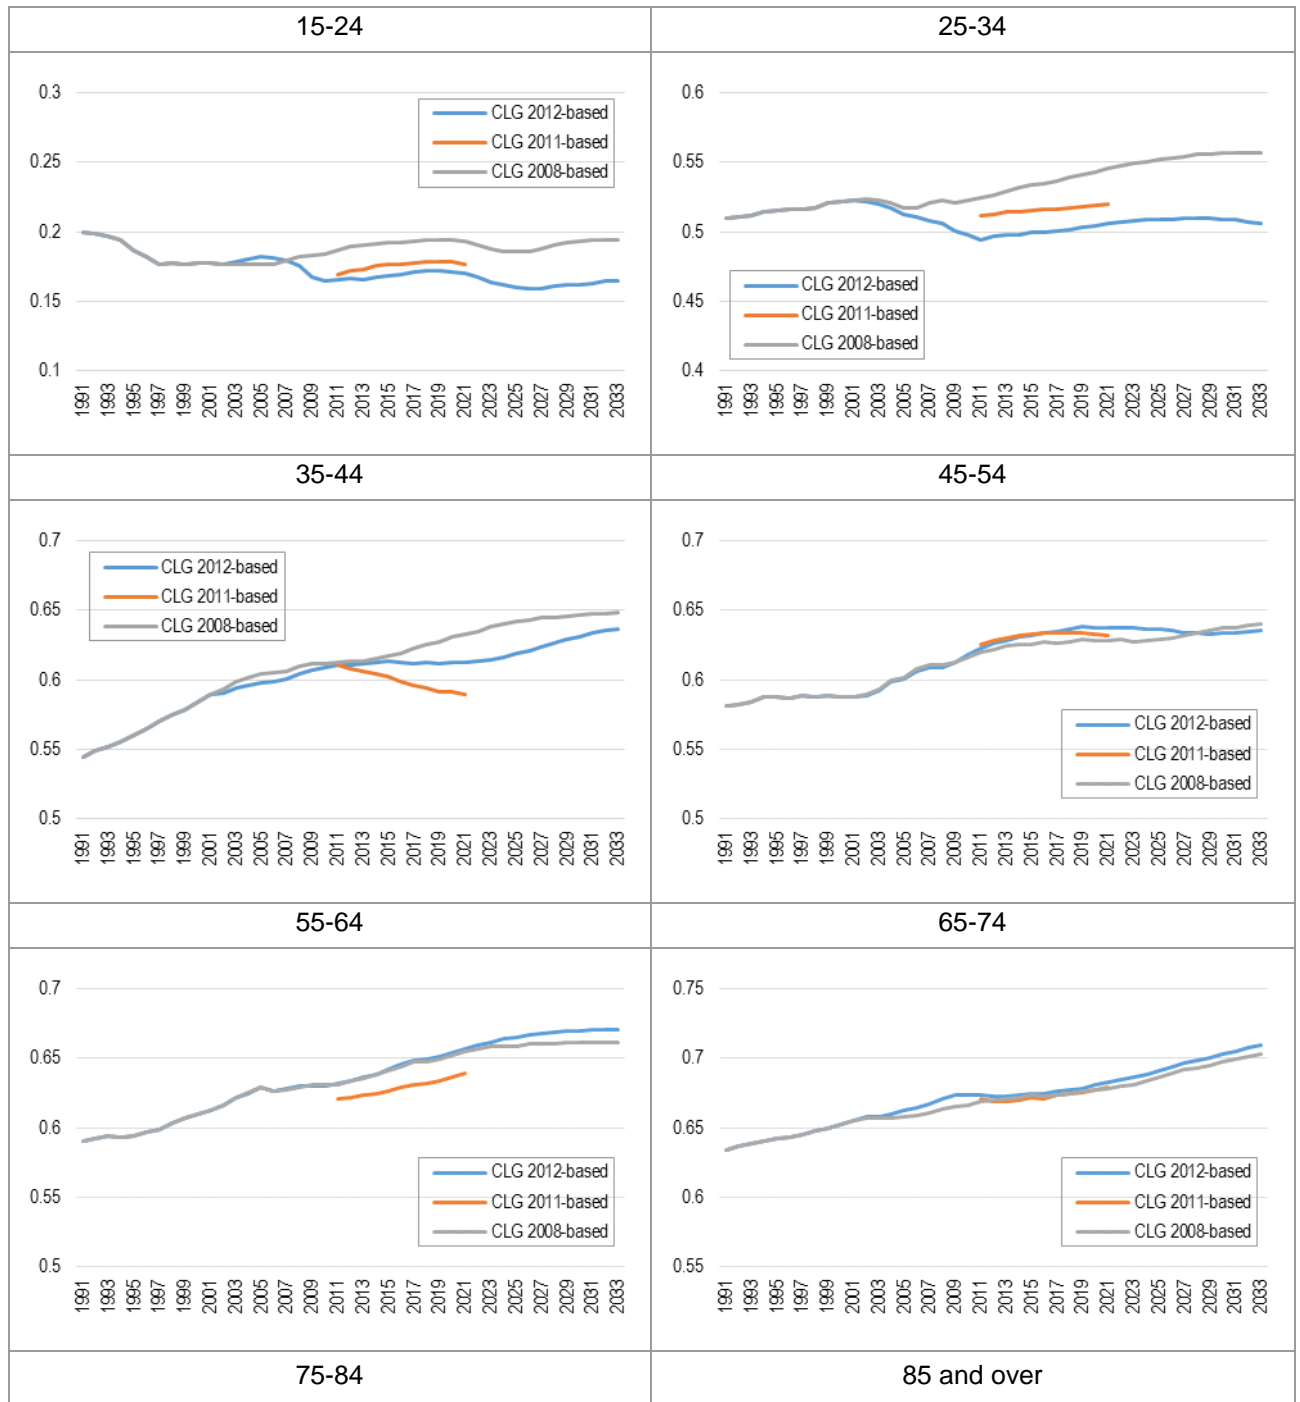 15-24
25-34
0.3
0.25
0.2
0.15
0.1
CLG 2012-based
CLG 2011-based
CLG 2008-based
1991 1993 1995 1997 1999 2001 2003 2005 2007 2009 2011 2013 2015 2017 2019 2021 2023 2025 2027 2029 2031 2033
0.6
0.55
0.5
0.45
0.4
CLG 2012-based
CLG 2011-based
CLG 2008-based
1991 1993 1995 1997 1999 2001 2003 2005 2007 2009 2011 2013 2015 2017 2019 2021 2023 2025 2027 2029 2031 2033
35-44
45-54
0.7
0.65
0.6
0.55
0.5
CLG 2012-based
CLG 2011-based
CLG 2008-based
1991 1993 1995 1997 1999 2001 2003 2005 2007 2009 2011 2013 2015 2017 2019 2021 2023 2025 2027 2029 2031 2033
0.7
0.65
0.6
0.55
0.5
CLG 2012-based
CLG 2011-based
CLG 2008-based
1991 1993 1995 1997 1999 2001 2003 2005 2007 2009 2011 2013 2015 2017 2019 2021 2023 2025 2027 2029 2031 2033
55-64
65-74
0.7
0.65
0.6
0.55
0.5
CLG 2012-based
CLG 2011-based
CLG 2008-based
1991 1993 1995 1997 1999 2001 2003 2005 2007 2009 2011 2013 2015 2017 2019 2021 2023 2025 2027 2029 2031 2033
0.75
0.7
0.65
0.6
0.55
CLG 2012-based
CLG 2011-based
CLG 2008-based
1991 1993 1995 1997 1999 2001 2003 2005 2007 2009 2011 2013 2015 2017 2019 2021 2023 2025 2027 2029 2031 2033
75-84
85 and over